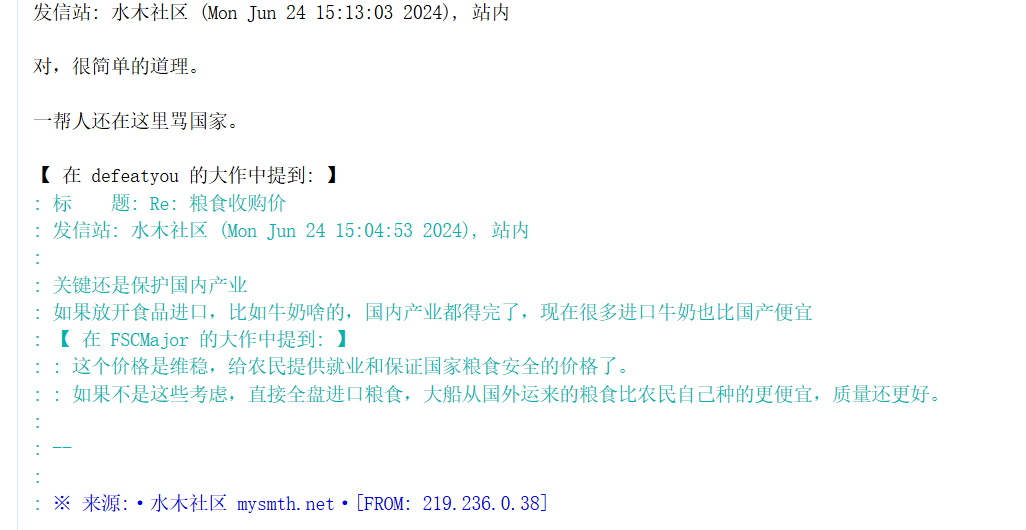 发信站: 水木社区 (Mon Jun 24 15:13:03 2024), 站内
对，很简单的道理。
一帮人还在这里骂国家。
【 在 defeatyou 的大作中提到: 】
: 标    题: Re: 粮食收购价
: 发信站: 水木社区 (Mon Jun 24 15:04:53 2024), 站内
:
: 关键还是保护国内产业
: 如果放开食品进口，比如牛奶啥的，国内产业都得完了，现在很多进口牛奶也比国产便宜
: 【 在 FSCMajor 的大作中提到: 】
: : 这个价格是维稳，给农民提供就业和保证国家粮食安全的价格了。
: : 如果不是这些考虑，直接全盘进口粮食，大船从国外运来的粮食比农民自己种的更便宜，质量还更好。
:
: --
:
: ※ 来源:·水木社区 mysmth.net·[FROM: 219.236.0.38]